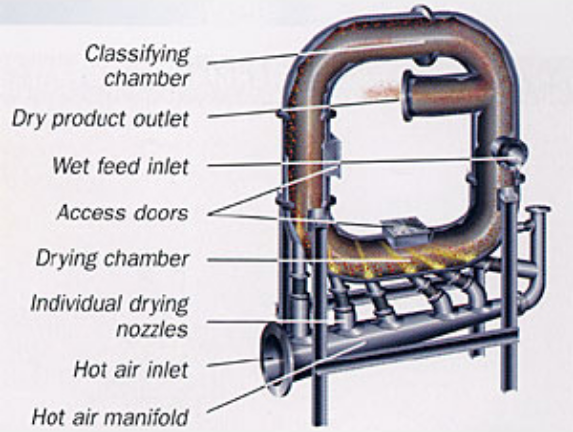 Classifying
chamber
Dry product outlet
Wet feed inlet
Access doors
Drying chamber
Individual drying
nozzles
Hot air inlet
Hot air manifold